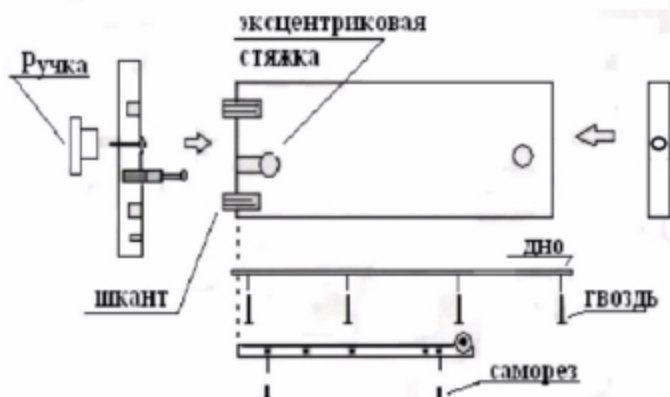 эксцентриковая
стяжка
Ручка
дно
шкант
гвоздь
саморез